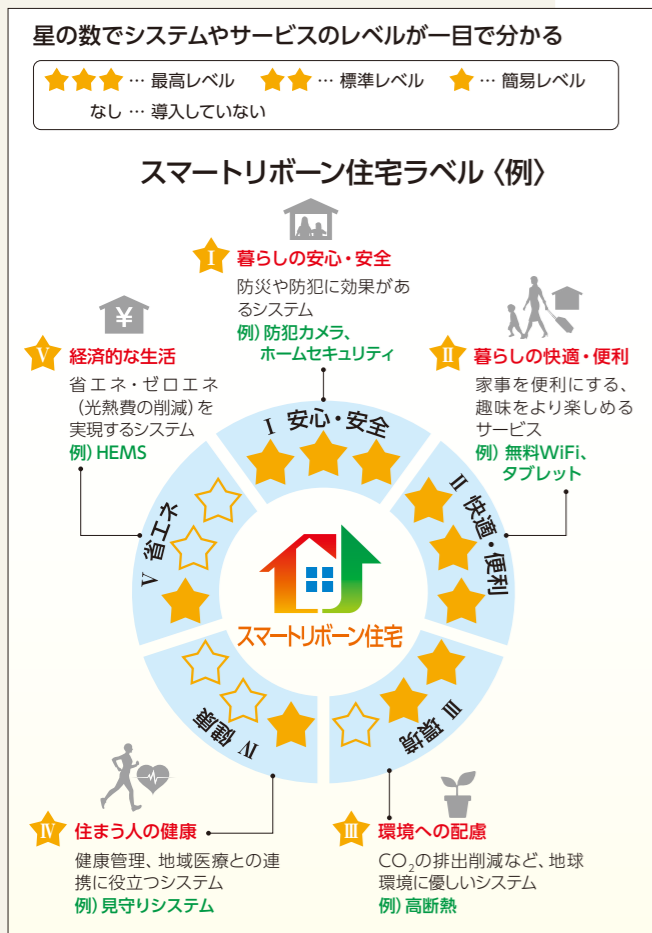 星の数でシステムやサービスのレベルが一目で分かる
… 最高レベル … 標準レベル … 簡易レベル
なし … 導入していない
スマートリボーン住宅ラベル〈例〉
I 暮らしの安心・安全
防災や防犯に効果があ
るシステム
例）防犯カメラ、
ホームセキュリティ
V 経済的な生活
省エネ・ゼロエネ
（光熱費の削減）を
実現するシステム
例）HEMS
II 暮らしの快適・便利
家事を便利にする、
趣味をより楽しめる
サービス
例）無料WiFi、
タブレット
I 安心・安全
II 快適・便利
III 環境
IV 健康
V 省エネ
¥
スマートリボーン住宅
IV 住まう人の健康
健康管理、地域医療との連
携に役立つシステム
例）見守りシステム
III 環境への配慮
CO₂の排出削減など、地球
環境に優しいシステム
例）高断熱